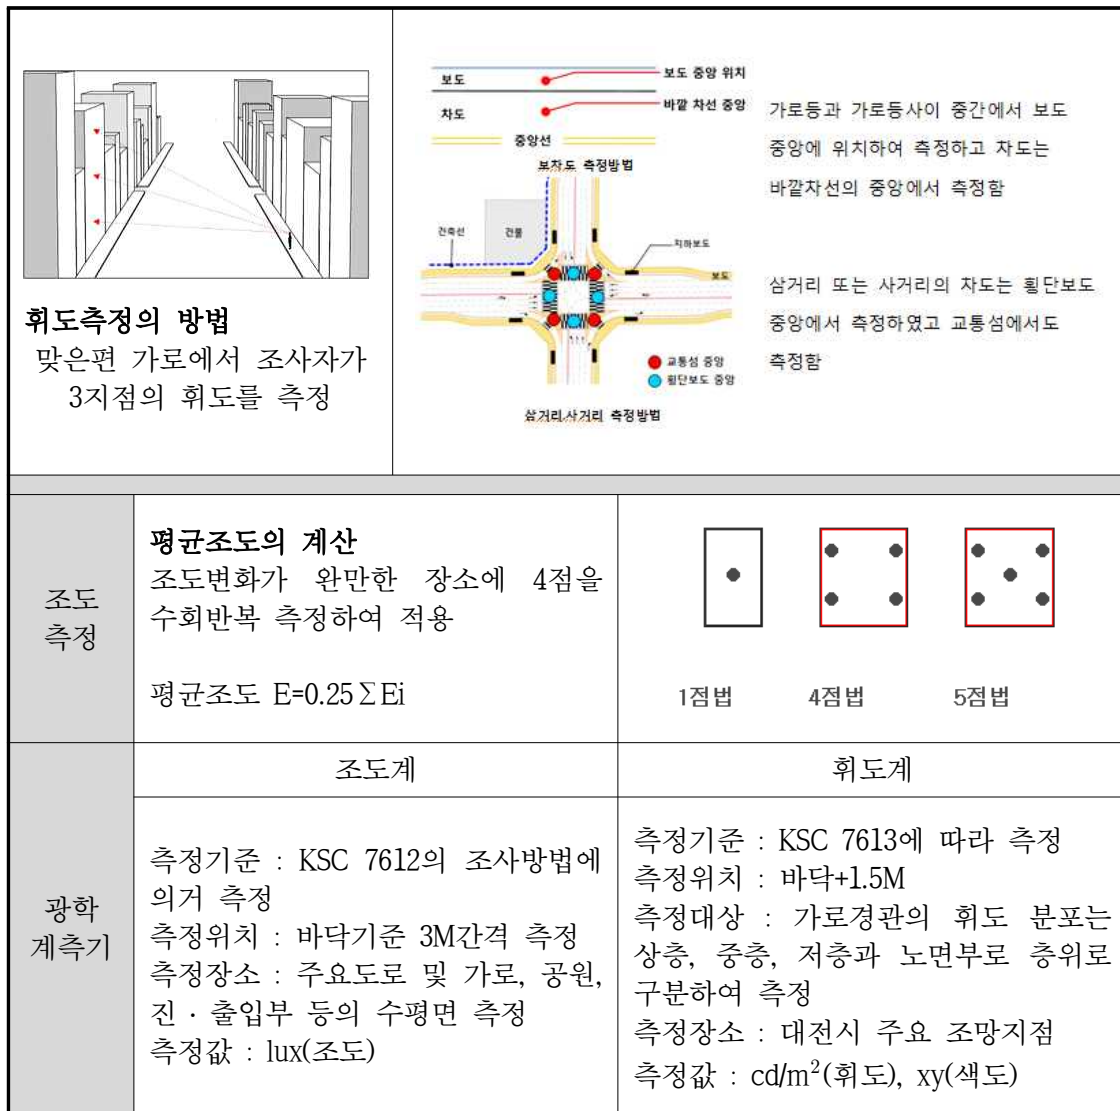 휘도측정의 방법
맞은편 가로에서 조사자가
3지점의 휘도를 측정
보도
보도 중앙 위치
차도
바깥 차선 중앙
중앙선
보차도 측정방법
건축선
건물
지하보도
보도
교통섬 중앙
횡단보도 중앙
삼거리,사거리 측정방법
가로등과 가로등사이 중간에서 보도
중앙에 위치하여 측정하고 차도는
바깥차선의 중앙에서 측정함
삼거리 또는 사거리의 차도는 횡단보도
중앙에서 측정하였고 교통섬에서도
측정함
조도
측정
평균조도의 계산
조도변화가 완만한 장소에 4점을
수회반복 측정하여 적용
평균조도 E=0.25∑Ei
1점법 4점법 5점법
광학
계측기
조도계
측정기준 : KSC 7612의 조사방법에
의거 측정
측정위치 : 바닥기준 3M간격 측정
측정장소 : 주요도로 및 가로, 공원,
진·출입부 등의 수평면 측정
측정값 : lux(조도)
휘도계
측정기준 : KSC 7613에 따라 측정
측정위치 : 바닥+1.5M
측정대상 : 가로경관의 휘도 분포는
상층, 중층, 저층과 노면부로 층위로
구분하여 측정
측정장소 : 대전시 주요 조망지점
측정값 : cd/m²(휘도), xy(색도)